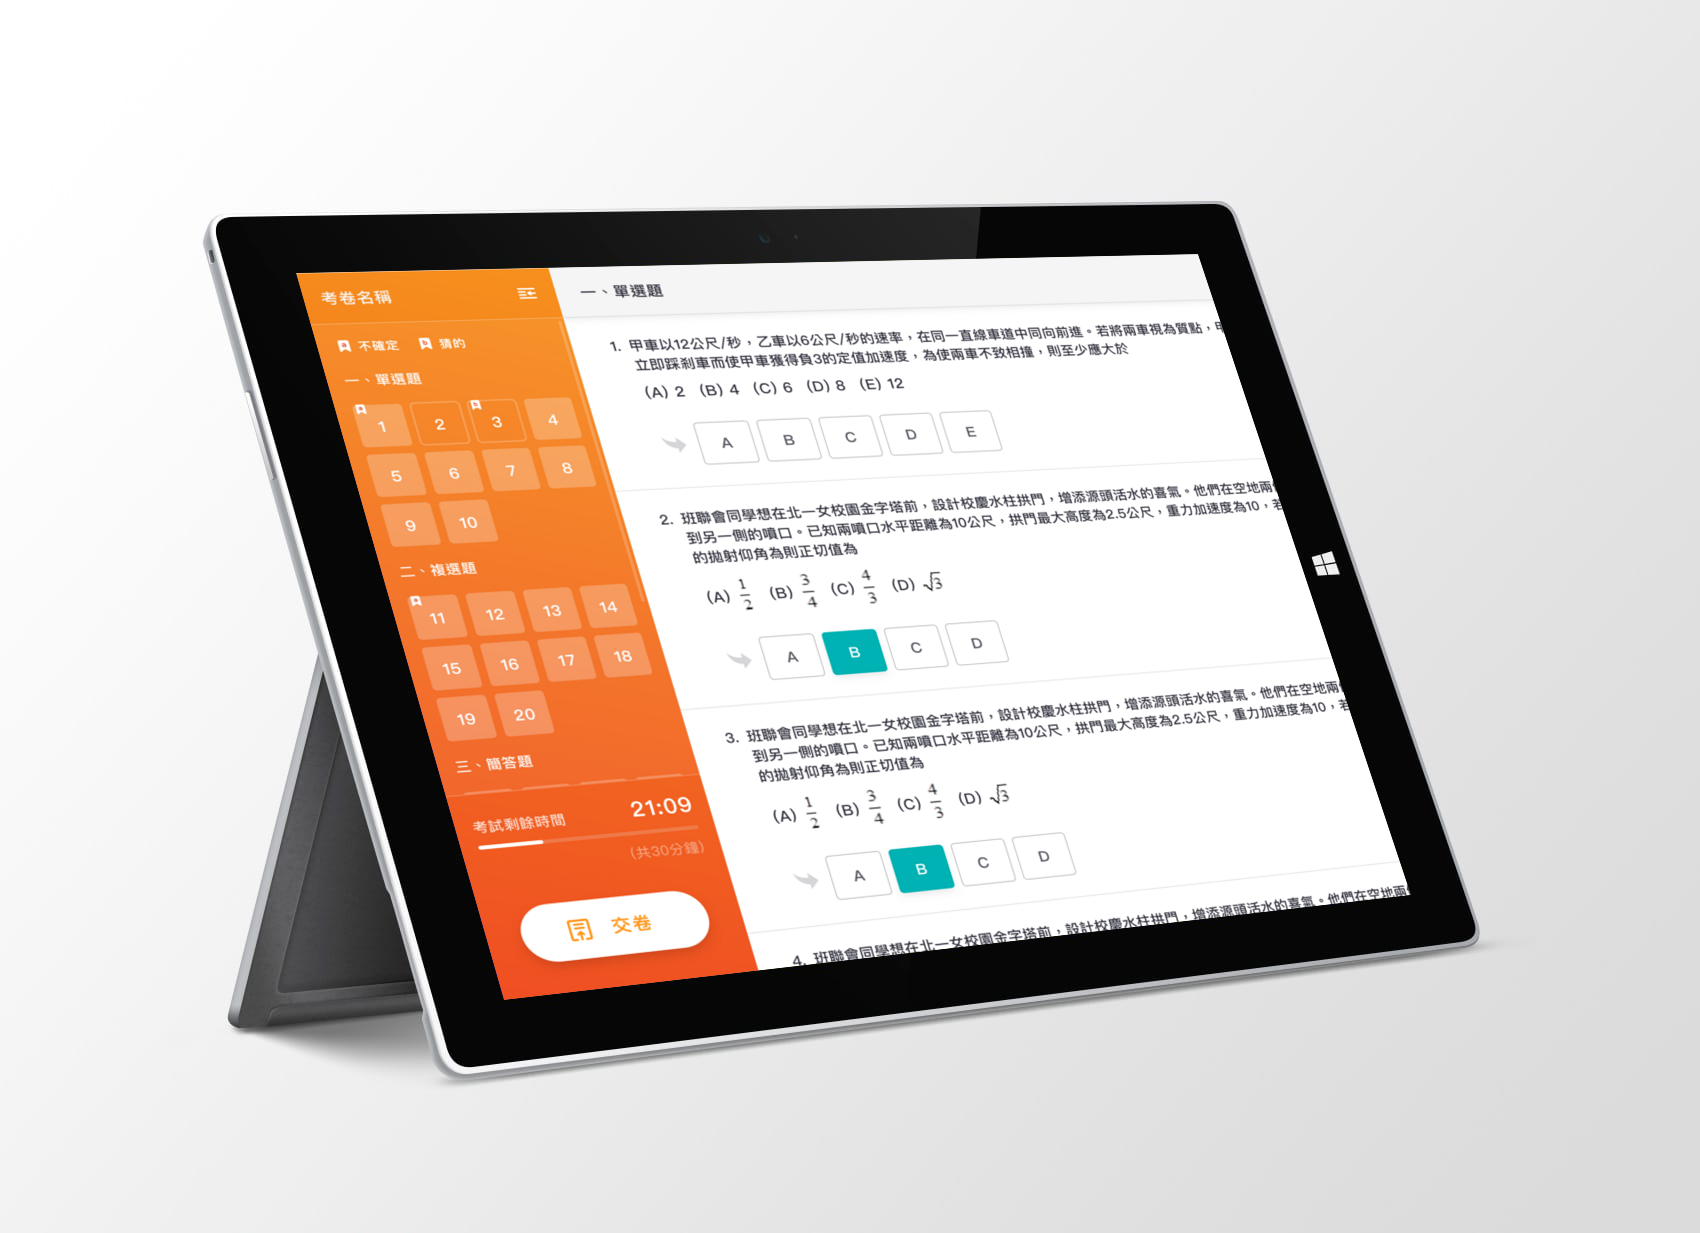 考卷名稱
不確定 猜的
一、單選題
1 2 3 4
5 6 7 8
9 10
二、複選題
11 12 13 14
15 16 17 18
19 20
三、簡答題
考試剩餘時間 21:09
(共30分鐘)
交卷
一、單選題
1. 甲車以12公尺/秒，乙車以6公尺/秒的速率，在同一直線車道中同向前進。若將兩車視為質點，甲
立即踩剎車而使甲車獲得負3的定值加速度，為使兩車不致相撞，則至少應大於
(A) 2 (B) 4 (C) 6 (D) 8 (E) 12
A B C D E
2. 班聯會同學想在北一女校園金字塔前，設計校慶水柱拱門，增添源頭活水的喜氣。他們在空地兩
到另一側的噴口。已知兩噴口水平距離為10公尺，拱門最大高度為2.5公尺，重力加速度為10，若
的拋射仰角為則正切值為
(A) 1/2 (B) 3/4 (C) 4/3 (D) √3
A B C D
3. 班聯會同學想在北一女校園金字塔前，設計校慶水柱拱門，增添源頭活水的喜氣。他們在空地兩
到另一側的噴口。已知兩噴口水平距離為10公尺，拱門最大高度為2.5公尺，重力加速度為10，若
的拋射仰角為則正切值為
(A) 1/2 (B) 3/4 (C) 4/3 (D) √3
A B C D
4. 班聯會同學想在北一女校園金字塔前，設計校慶水柱拱門，增添源頭活水的喜氣。他們在空地兩